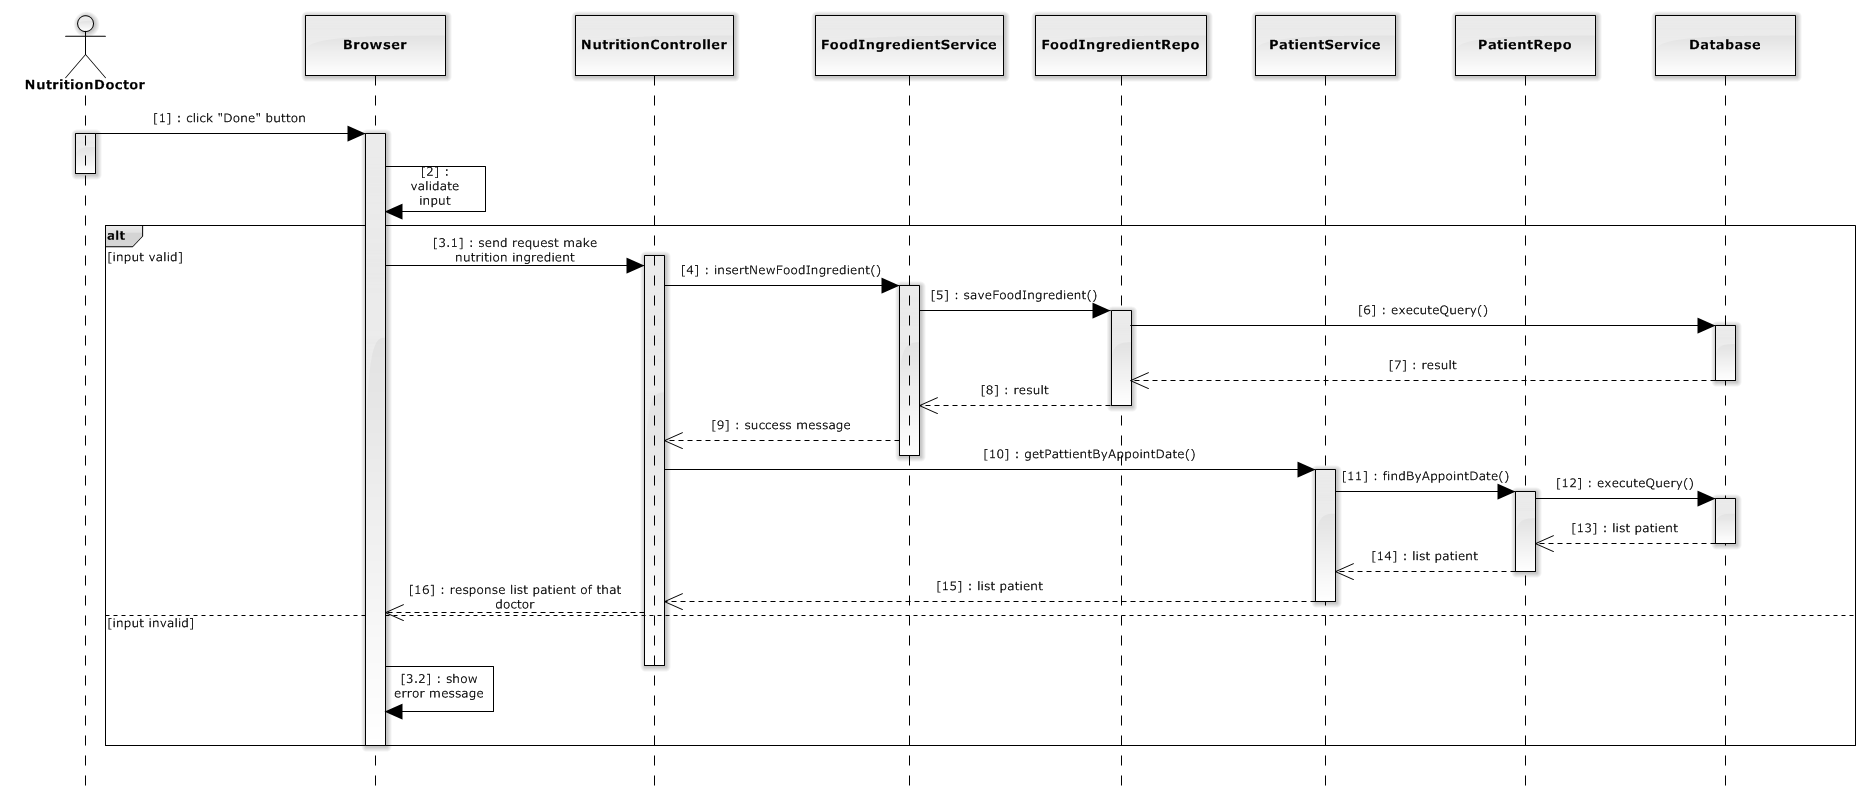 NutritionDoctor
Browser
NutritionController
FoodIngredientService
FoodIngredientRepo
PatientService
PatientRepo
Database
[1] : click "Done" button
[2] :
validate
input
alt
[input valid]
[3.1] : send request make
nutrition ingredient
[4] : insertNewFoodIngredient()
[5] : saveFoodIngredient()
[6] : executeQuery()
[7] : result
[8] : result
[9] : success message
[10] : getPattientByAppointDate()
[11] : findByAppointDate()
[12] : executeQuery()
[13] : list patient
[14] : list patient
[15] : list patient
[16] : response list patient of that
doctor
[input invalid]
[3.2] : show
error message